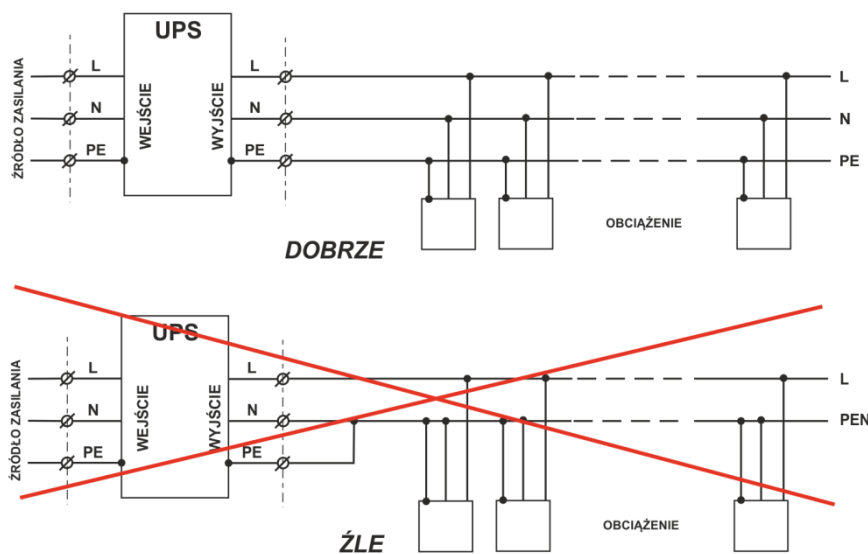 UPS
ŹRÓDŁO ZASILANIA
WEJŚCIE
WYJŚCIE
L
L
L
N
N
N
PE
PE
PE
OBCIĄŻENIE
DOBRZE
UPS
ŹRÓDŁO ZASILANIA
WEJŚCIE
WYJŚCIE
L
L
L
N
N
PEN
PE
PE
OBCIĄŻENIE
ŹLE